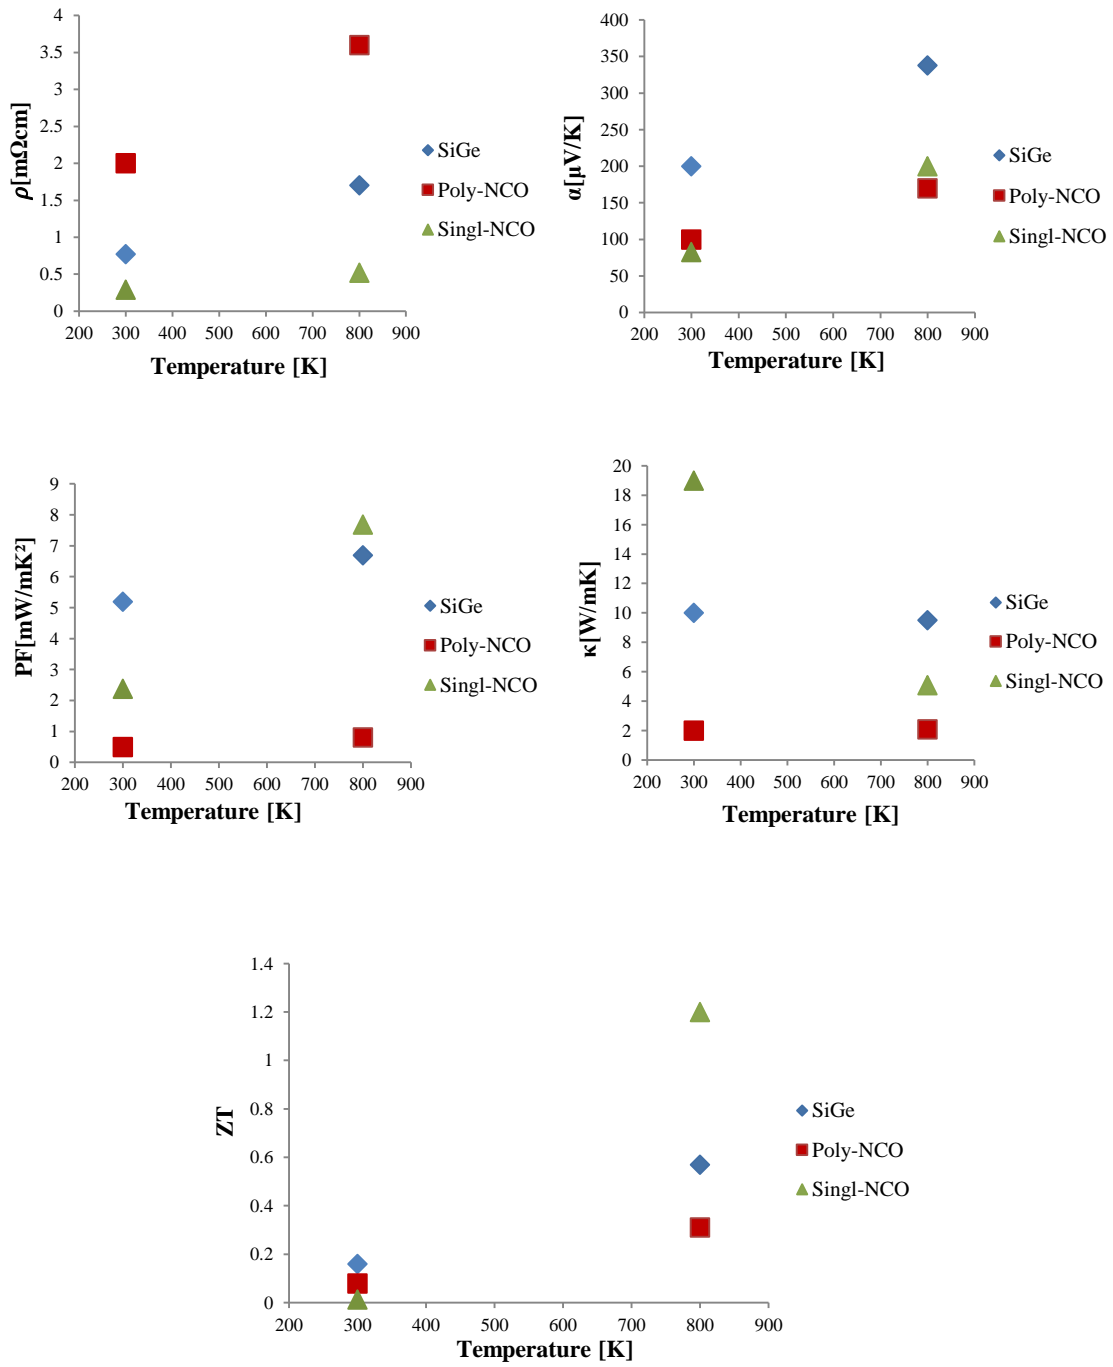 4
3.5
3
2.5
2
1.5
1
0.5
0
200 300 400 500 600 700 800 900
ρ[mΩcm]
Temperature [K]
SiGe
Poly-NCO
Singl-NCO
400
350
300
250
200
150
100
50
0
200 300 400 500 600 700 800 900
α[μV/K]
Temperature [K]
SiGe
Poly-NCO
Singl-NCO
9
8
7
6
5
4
3
2
1
0
200 300 400 500 600 700 800 900
PF[mW/mK²]
Temperature [K]
SiGe
Poly-NCO
Singl-NCO
20
18
16
14
12
10
8
6
4
2
0
200 300 400 500 600 700 800 900
κ[W/mK]
Temperature [K]
SiGe
Poly-NCO
Singl-NCO
1.4
1.2
1
0.8
0.6
0.4
0.2
0
200 300 400 500 600 700 800 900
ZT
Temperature [K]
SiGe
Poly-NCO
Singl-NCO